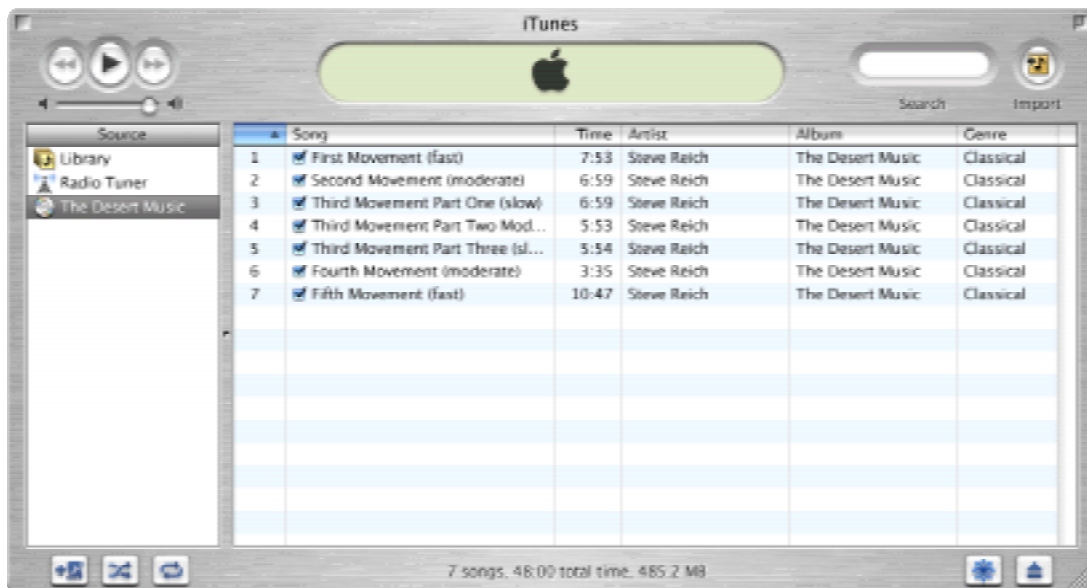 iTunes
Search
Import
Source
Library
Radio Tuner
The Desert Music
Song Time Artist Album Genre
1 First Movement (fast) 7:53 Steve Reich The Desert Music Classical
2 Second Movement (moderate) 6:59 Steve Reich The Desert Music Classical
3 Third Movement Part One (slow) 6:59 Steve Reich The Desert Music Classical
4 Third Movement Part Two Mod... 5:53 Steve Reich The Desert Music Classical
5 Third Movement Part Three (sl... 5:54 Steve Reich The Desert Music Classical
6 Fourth Movement (moderate) 3:35 Steve Reich The Desert Music Classical
7 Fifth Movement (fast) 10:47 Steve Reich The Desert Music Classical
7 songs, 48:00 total time, 485.2 MB